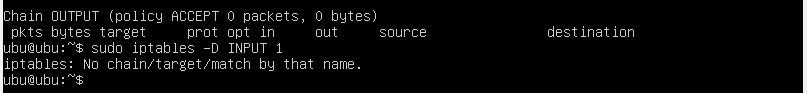 Chain OUTPUT (policy ACCEPT 0 packets, 0 bytes)
pkts bytes target prot opt in out source destination
ubu@ubu:~$ sudo iptables -D INPUT 1
iptables: No chain/target/match by that name.
ubu@ubu:~$